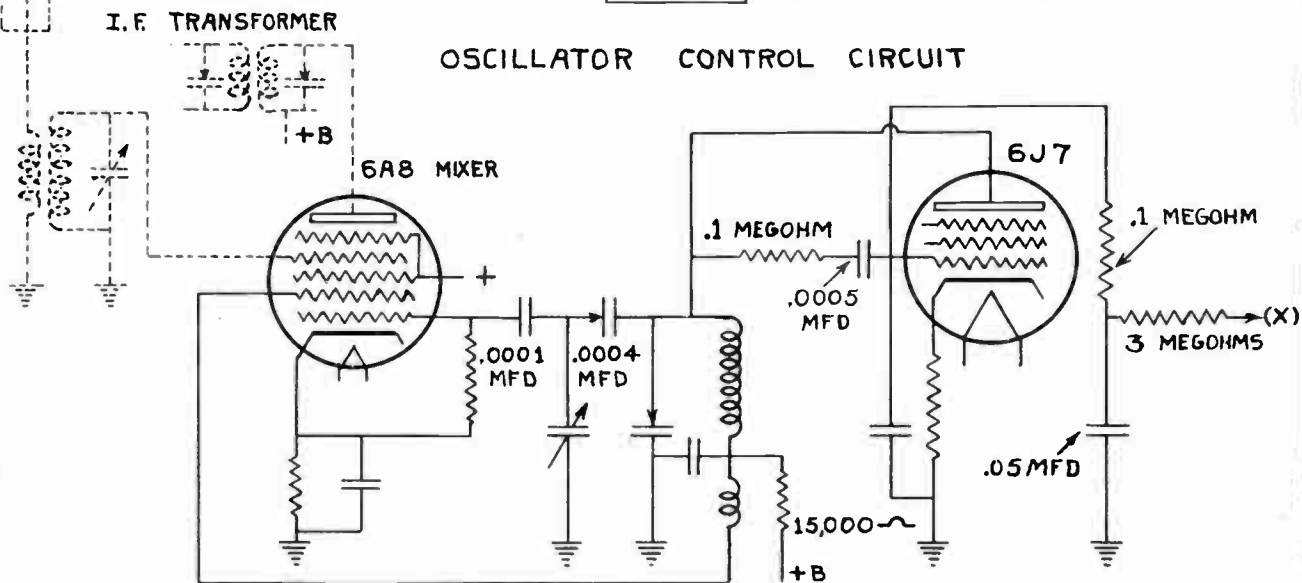 I.F. TRANSFORMER
OSCILLATOR CONTROL CIRCUIT
+B
6A8 MIXER
6J7
.1 MEGOHM
.1 MEGOHM
+
.0005
MFD
(X)
3 MEGOHMS
.0001
MFD
.0004
MFD
.05MFD
15,000
+B